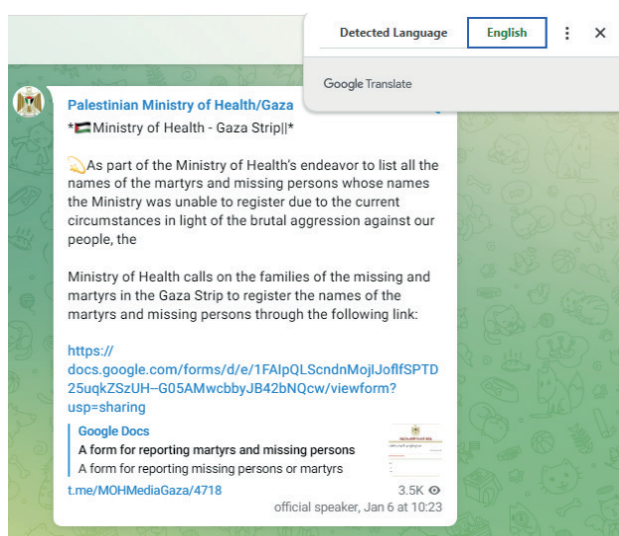 Detected Language English
Google Translate
Palestinian Ministry of Health/Gaza
*🇵🇸Ministry of Health - Gaza Strip||*
💫As part of the Ministry of Health's endeavor to list all the
names of the martyrs and missing persons whose names
the Ministry was unable to register due to the current
circumstances in light of the brutal aggression against our
people, the
Ministry of Health calls on the families of the missing and
martyrs in the Gaza Strip to register the names of the
martyrs and missing persons through the following link:
https://
docs.google.com/forms/d/e/1FAIpQLScndnMojlJoflfSPTD
25uqkZSzUH--G05AMwcbbyJB42bNQcw/viewform?
usp=sharing
Google Docs
A form for reporting martyrs and missing persons
A form for reporting missing persons or martyrs
t.me/MOHMediaGaza/4718 3.5K
official speaker, Jan 6 at 10:23